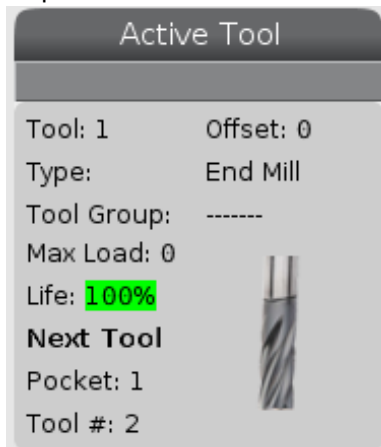 Active Tool
Tool: 1 Offset: 0
Type: End Mill
Tool Group: -------
Max Load: 0
Life: 100%
Next Tool
Pocket: 1
Tool #: 2